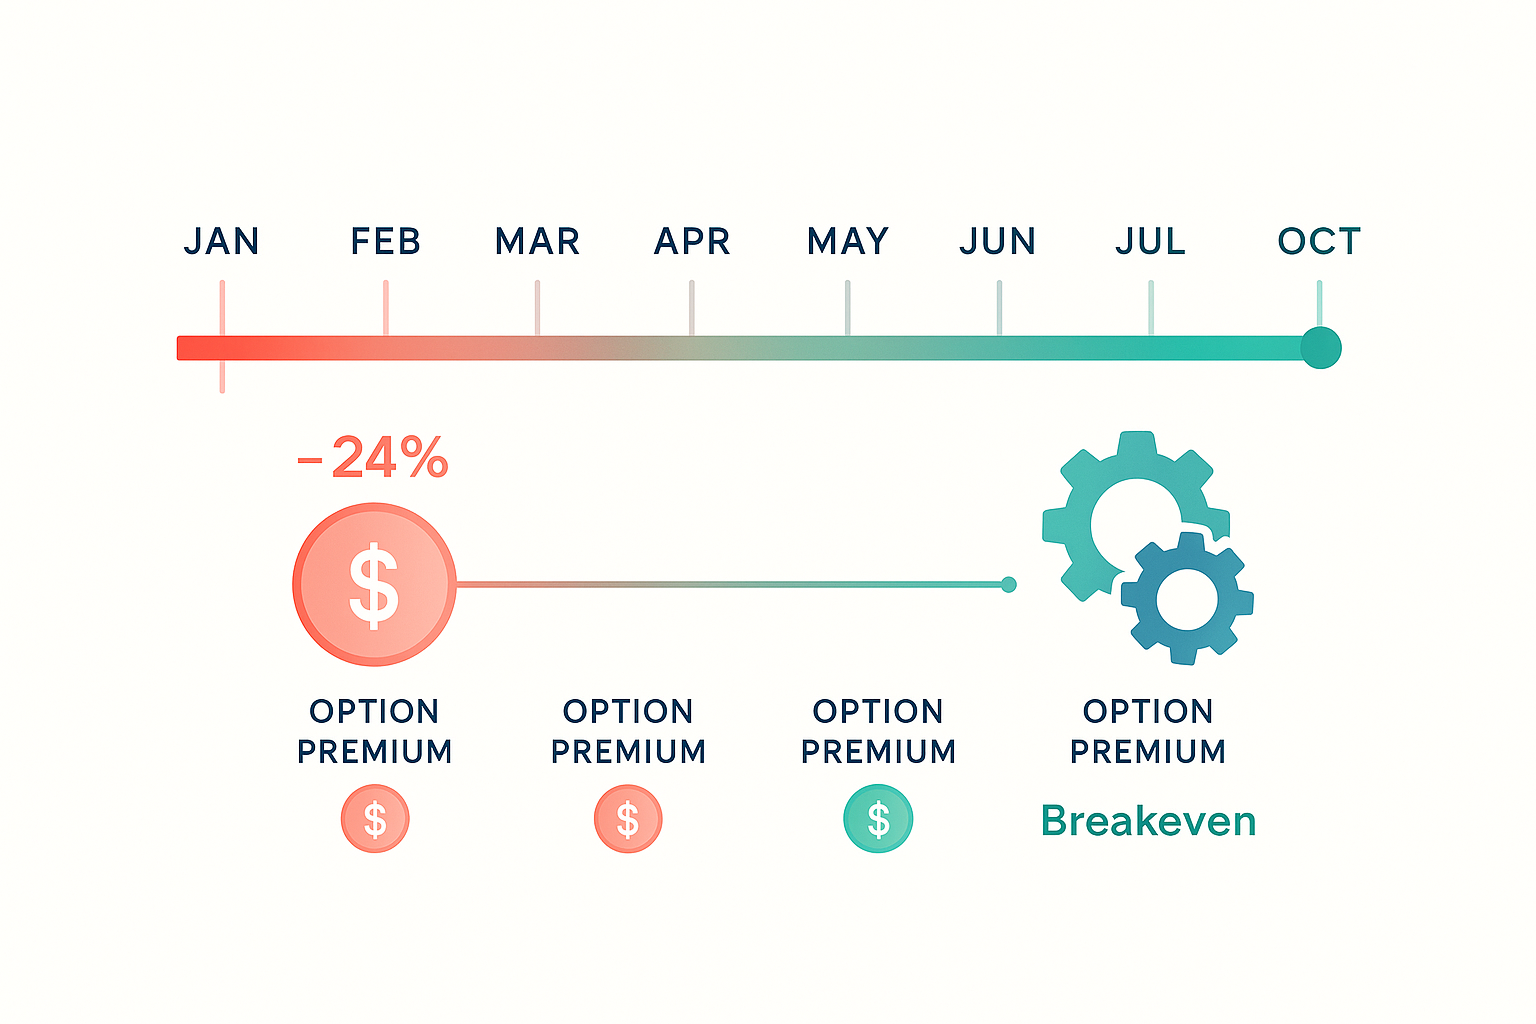 JAN FEB MAR APR MAY JUN JUL OCT
–24%
$
OPTION OPTION OPTION OPTION
PREMIUM PREMIUM PREMIUM PREMIUM
$ $ $ Breakeven